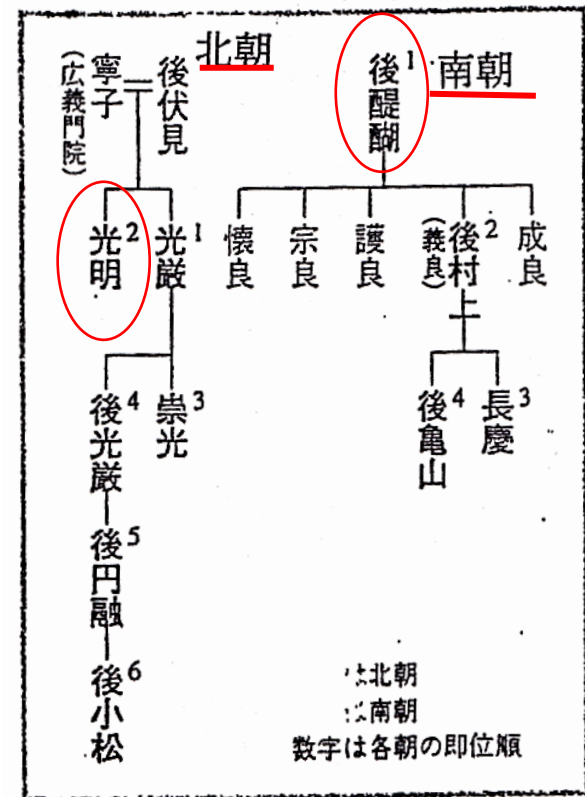 南朝
後醍醐1
成良
後村上2
(義良)
護良
宗良
懐良
長慶3
後亀山4
北朝
後伏見
寧子
(広義門院)
光厳1
光明2
崇光3
後光厳4
後円融5
後小松6
は北朝
は南朝
数字は各朝の即位順